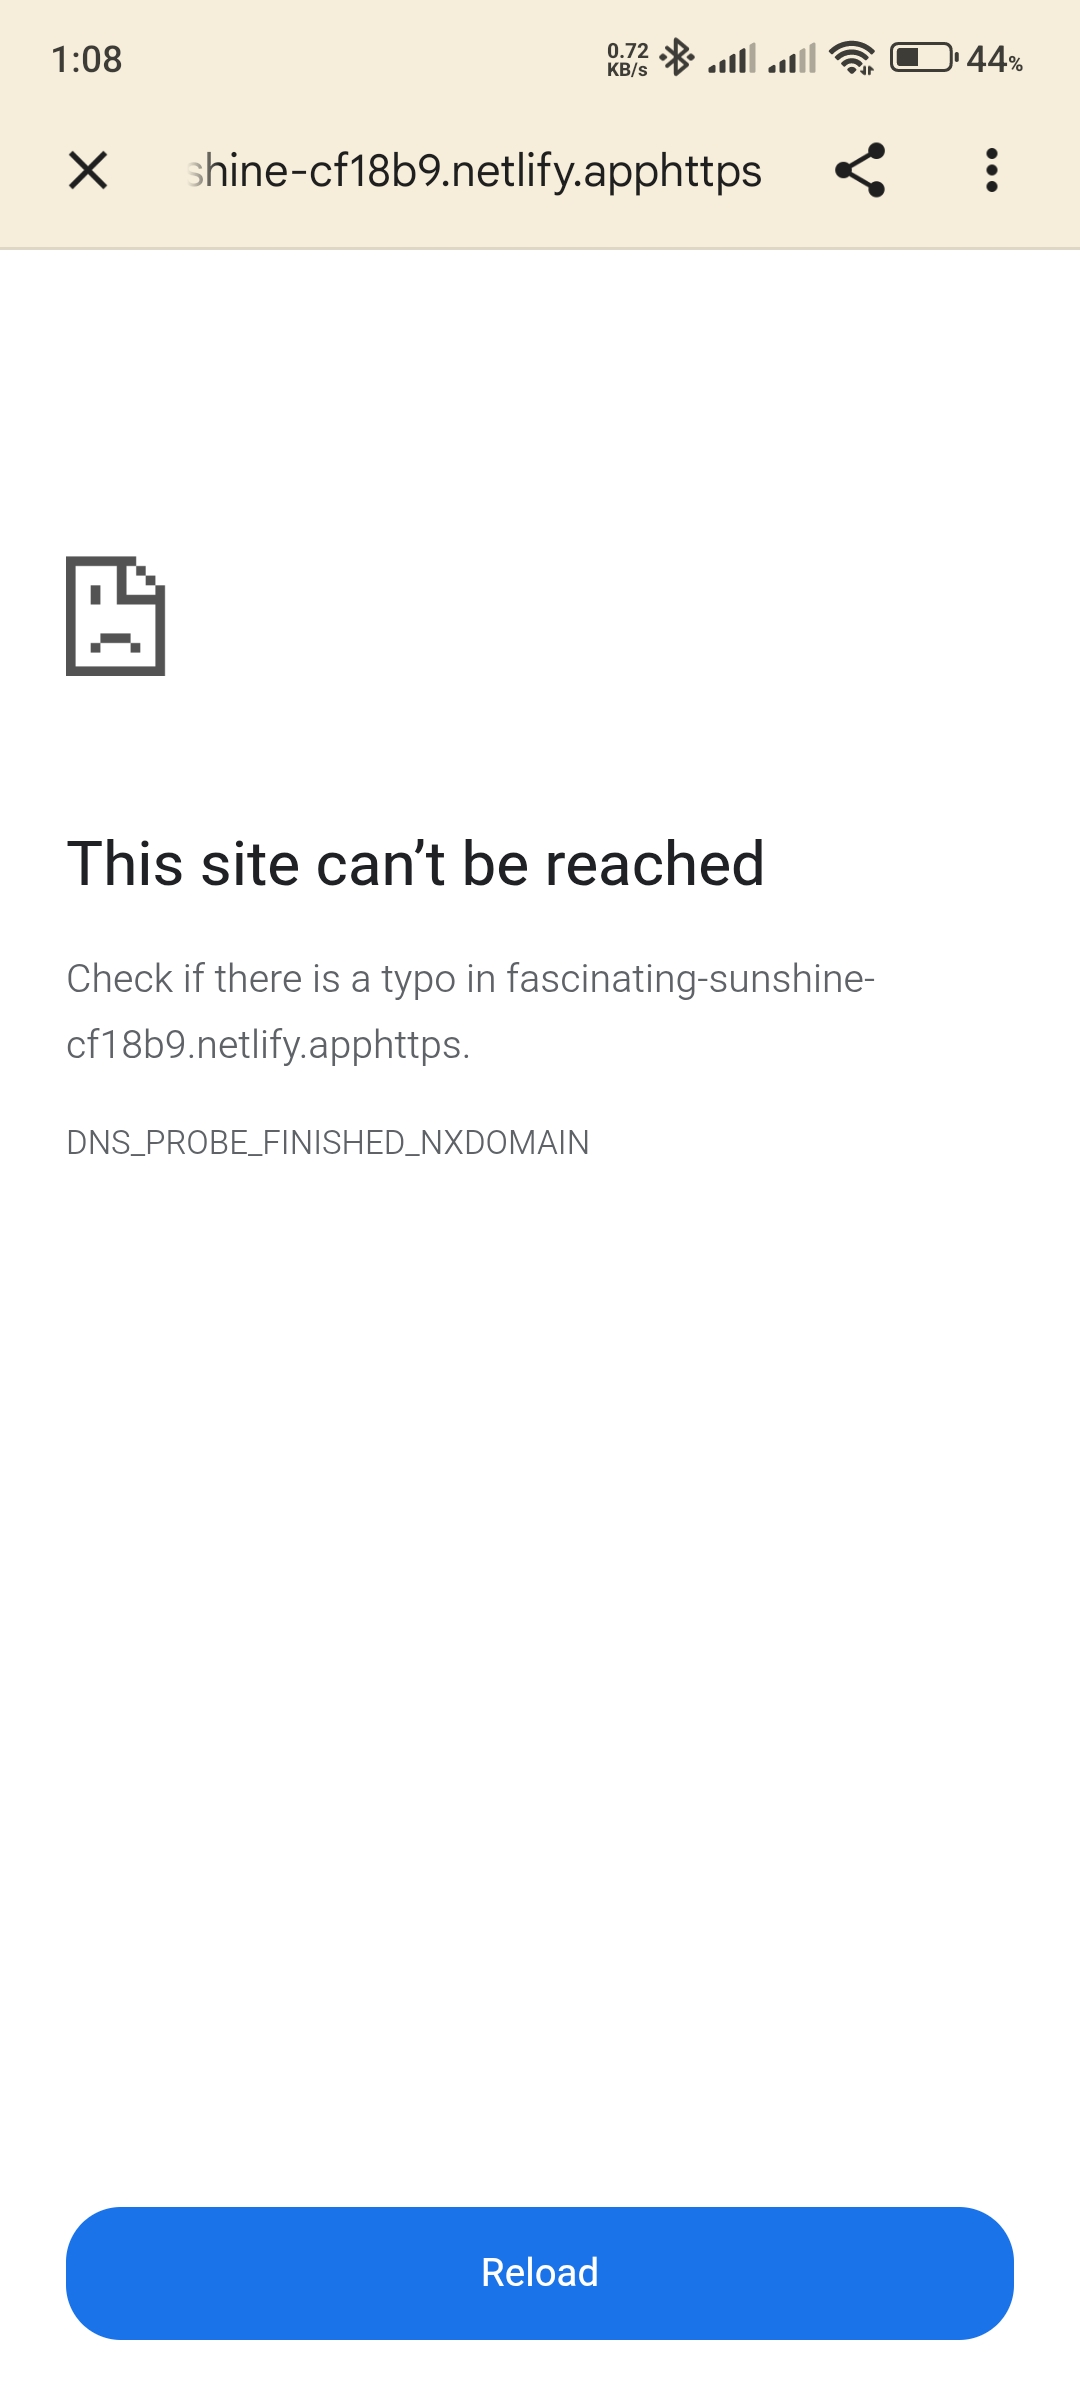 1:08
0.72
KB/s
44%
shine-cf18b9.netlify.apphttps
This site can’t be reached
Check if there is a typo in fascinating-sunshine-
cf18b9.netlify.apphttps.
DNS_PROBE_FINISHED_NXDOMAIN
Reload